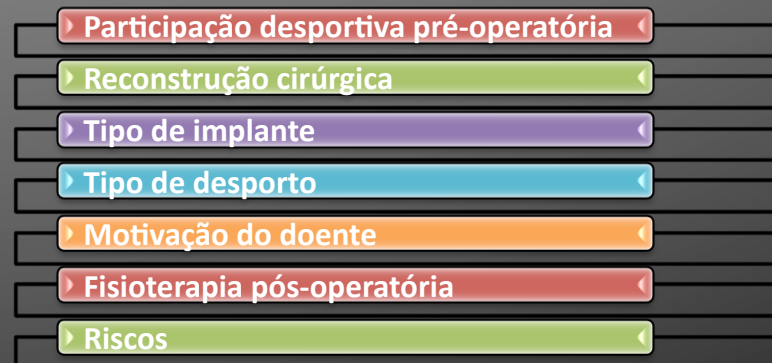 Participação desportiva pré-operatória
Reconstrução cirúrgica
Tipo de implante
Tipo de desporto
Motivação do doente
Fisioterapia pós-operatória
Riscos